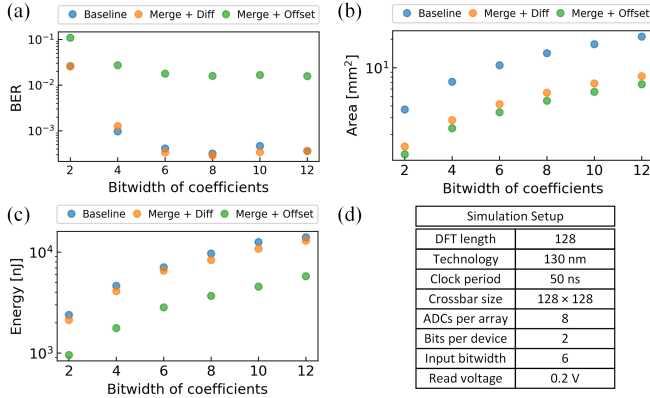 (a)
Baseline Merge + Diff Merge + Offset
10⁻¹
10⁻²
10⁻³
BER
2 4 6 8 10 12
Bitwidth of coefficients
(b)
Baseline Merge + Diff Merge + Offset
10¹
Area [mm²]
2 4 6 8 10 12
Bitwidth of coefficients
(c)
Baseline Merge + Diff Merge + Offset
10⁴
10³
Energy [nJ]
2 4 6 8 10 12
Bitwidth of coefficients
(d)
Simulation Setup
DFT length 128
Technology 130 nm
Clock period 50 ns
Crossbar size 128 × 128
ADCs per array 8
Bits per device 2
Input bitwidth 6
Read voltage 0.2 V